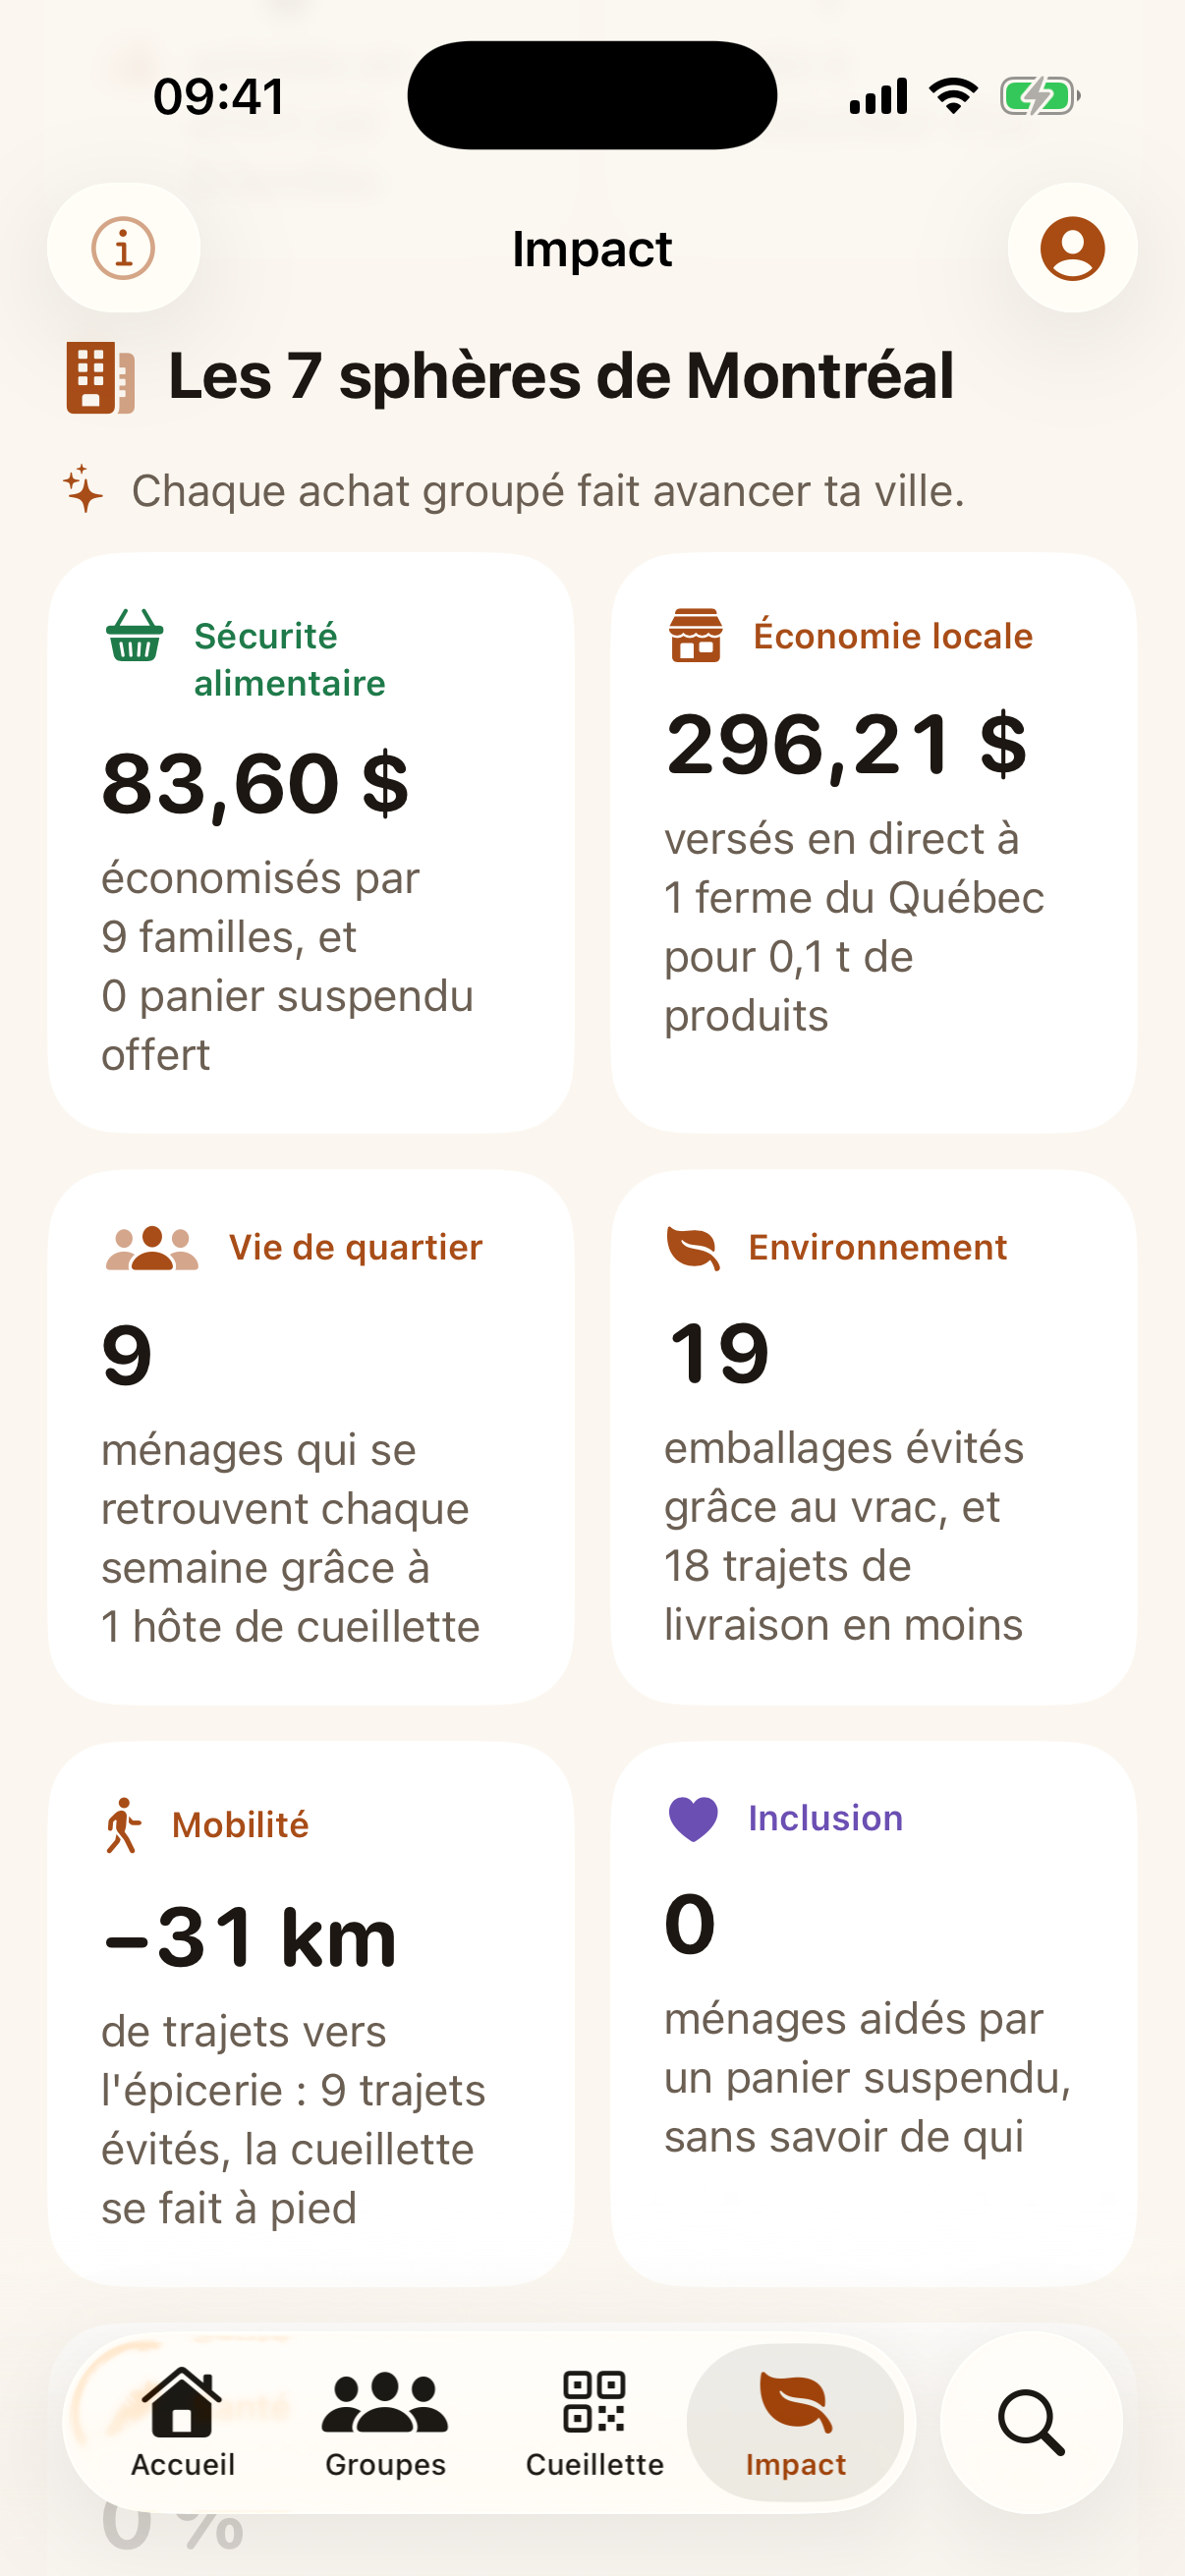 09:41
Impact
Les 7 sphères de Montréal
Chaque achat groupé fait avancer ta ville.
Sécurité
alimentaire
83,60 $
économisés par
9 familles, et
0 panier suspendu
offert
Économie locale
296,21 $
versés en direct à
1 ferme du Québec
pour 0,1 t de
produits
Vie de quartier
9
ménages qui se
retrouvent chaque
semaine grâce à
1 hôte de cueillette
Environnement
19
emballages évités
grâce au vrac, et
18 trajets de
livraison en moins
Mobilité
−31 km
de trajets vers
l'épicerie : 9 trajets
évités, la cueillette
se fait à pied
Inclusion
0
ménages aidés par
un panier suspendu,
sans savoir de qui
Accueil
Groupes
Cueillette
Impact
0 %